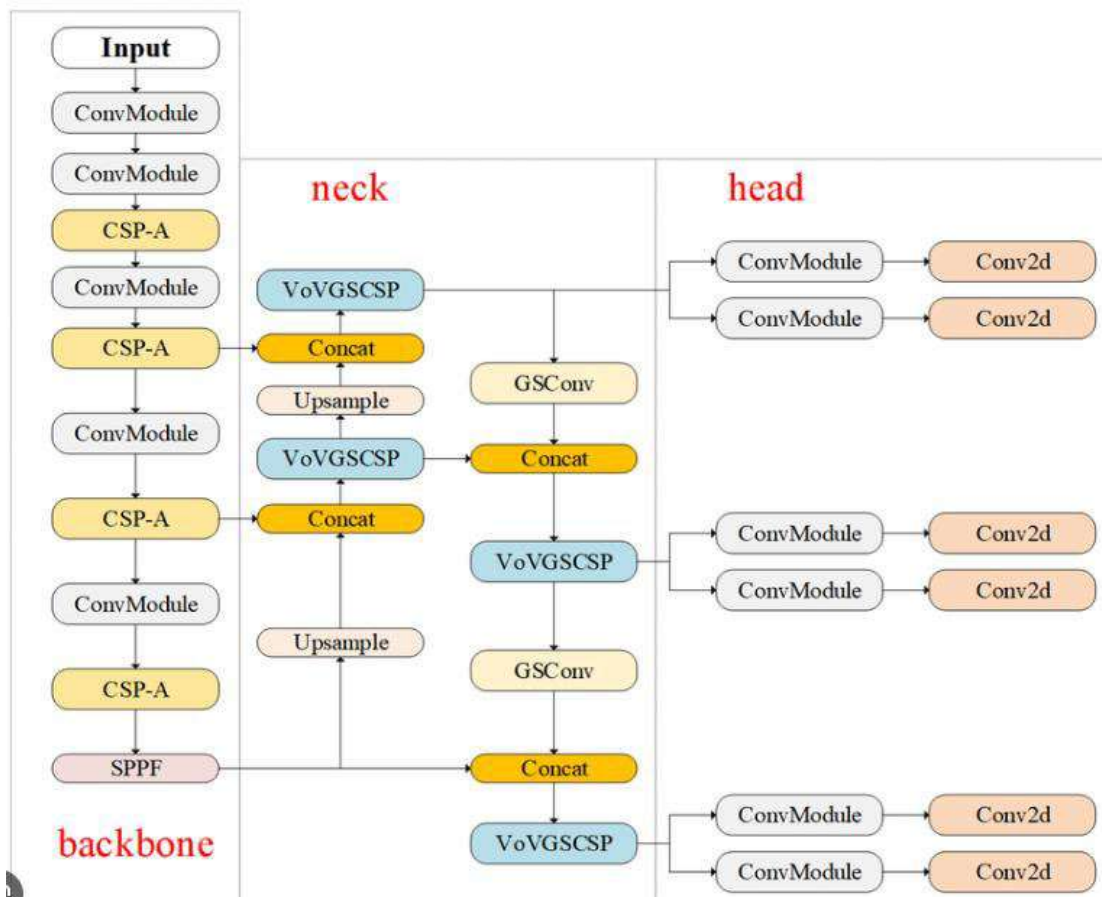 Input
ConvModule
ConvModule
CSP-A
ConvModule
CSP-A
ConvModule
CSP-A
ConvModule
CSP-A
SPPF
backbone
neck
VoVGSCSP
Concat
Upsample
VoVGSCSP
Concat
Upsample
GSConv
Concat
VoVGSCSP
GSConv
Concat
VoVGSCSP
head
ConvModule Conv2d
ConvModule Conv2d
ConvModule Conv2d
ConvModule Conv2d
ConvModule Conv2d
ConvModule Conv2d